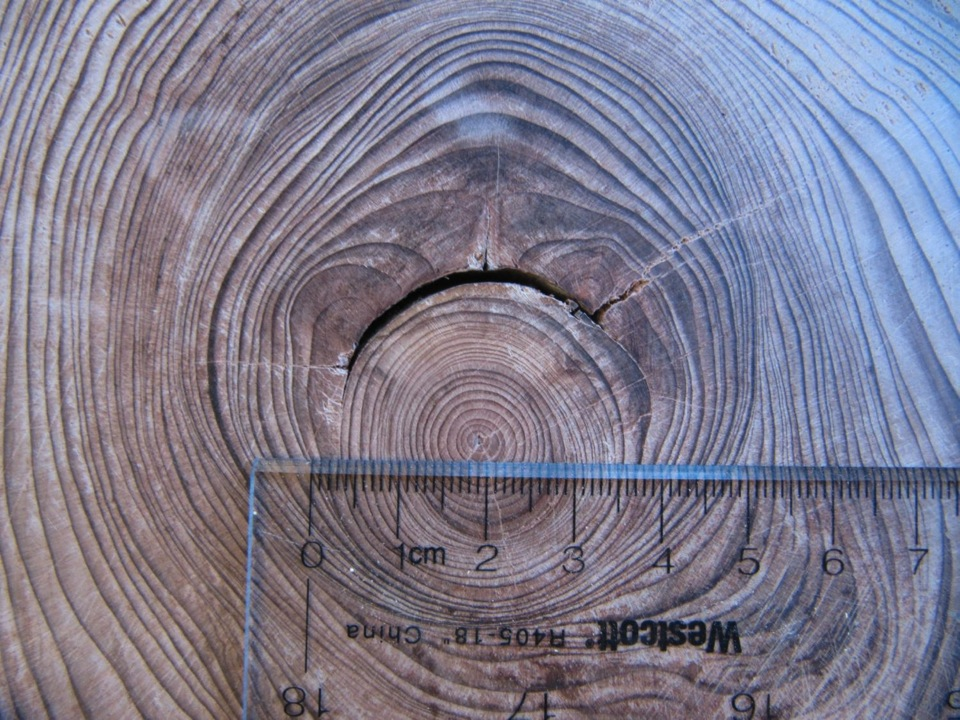 0 1cm 2 3 4 5 6 7
Westcott® R405-18" China
18 17 16